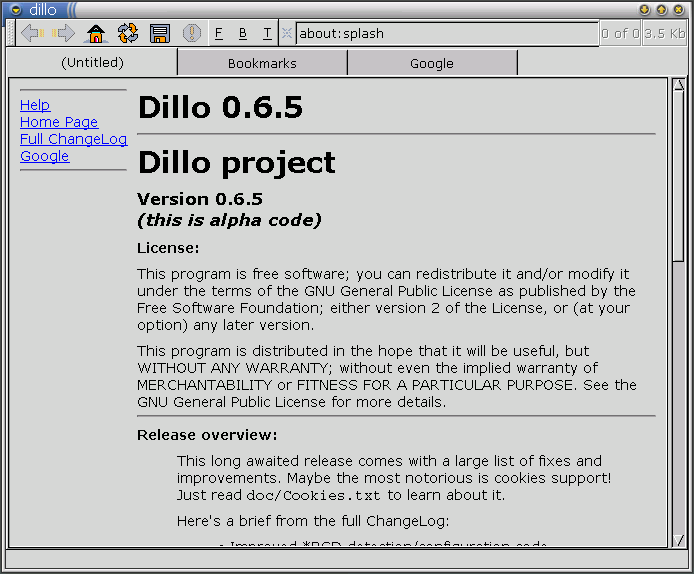 dillo
F B T about:splash 0 of 0 3.5 Kb
(Untitled) Bookmarks Google
Help
Home Page
Full ChangeLog
Google
Dillo 0.6.5
Dillo project
Version 0.6.5
(this is alpha code)
License:
This program is free software; you can redistribute it and/or modify it
under the terms of the GNU General Public License as published by the
Free Software Foundation; either version 2 of the License, or (at your
option) any later version.
This program is distributed in the hope that it will be useful, but
WITHOUT ANY WARRANTY; without even the implied warranty of
MERCHANTABILITY or FITNESS FOR A PARTICULAR PURPOSE. See the
GNU General Public License for more details.
Release overview:
This long awaited release comes with a large list of fixes and
improvements. Maybe the most notorious is cookies support!
Just read doc/Cookies.txt to learn about it.
Here's a brief from the full ChangeLog:
- Improved *BSD detection/configuration code